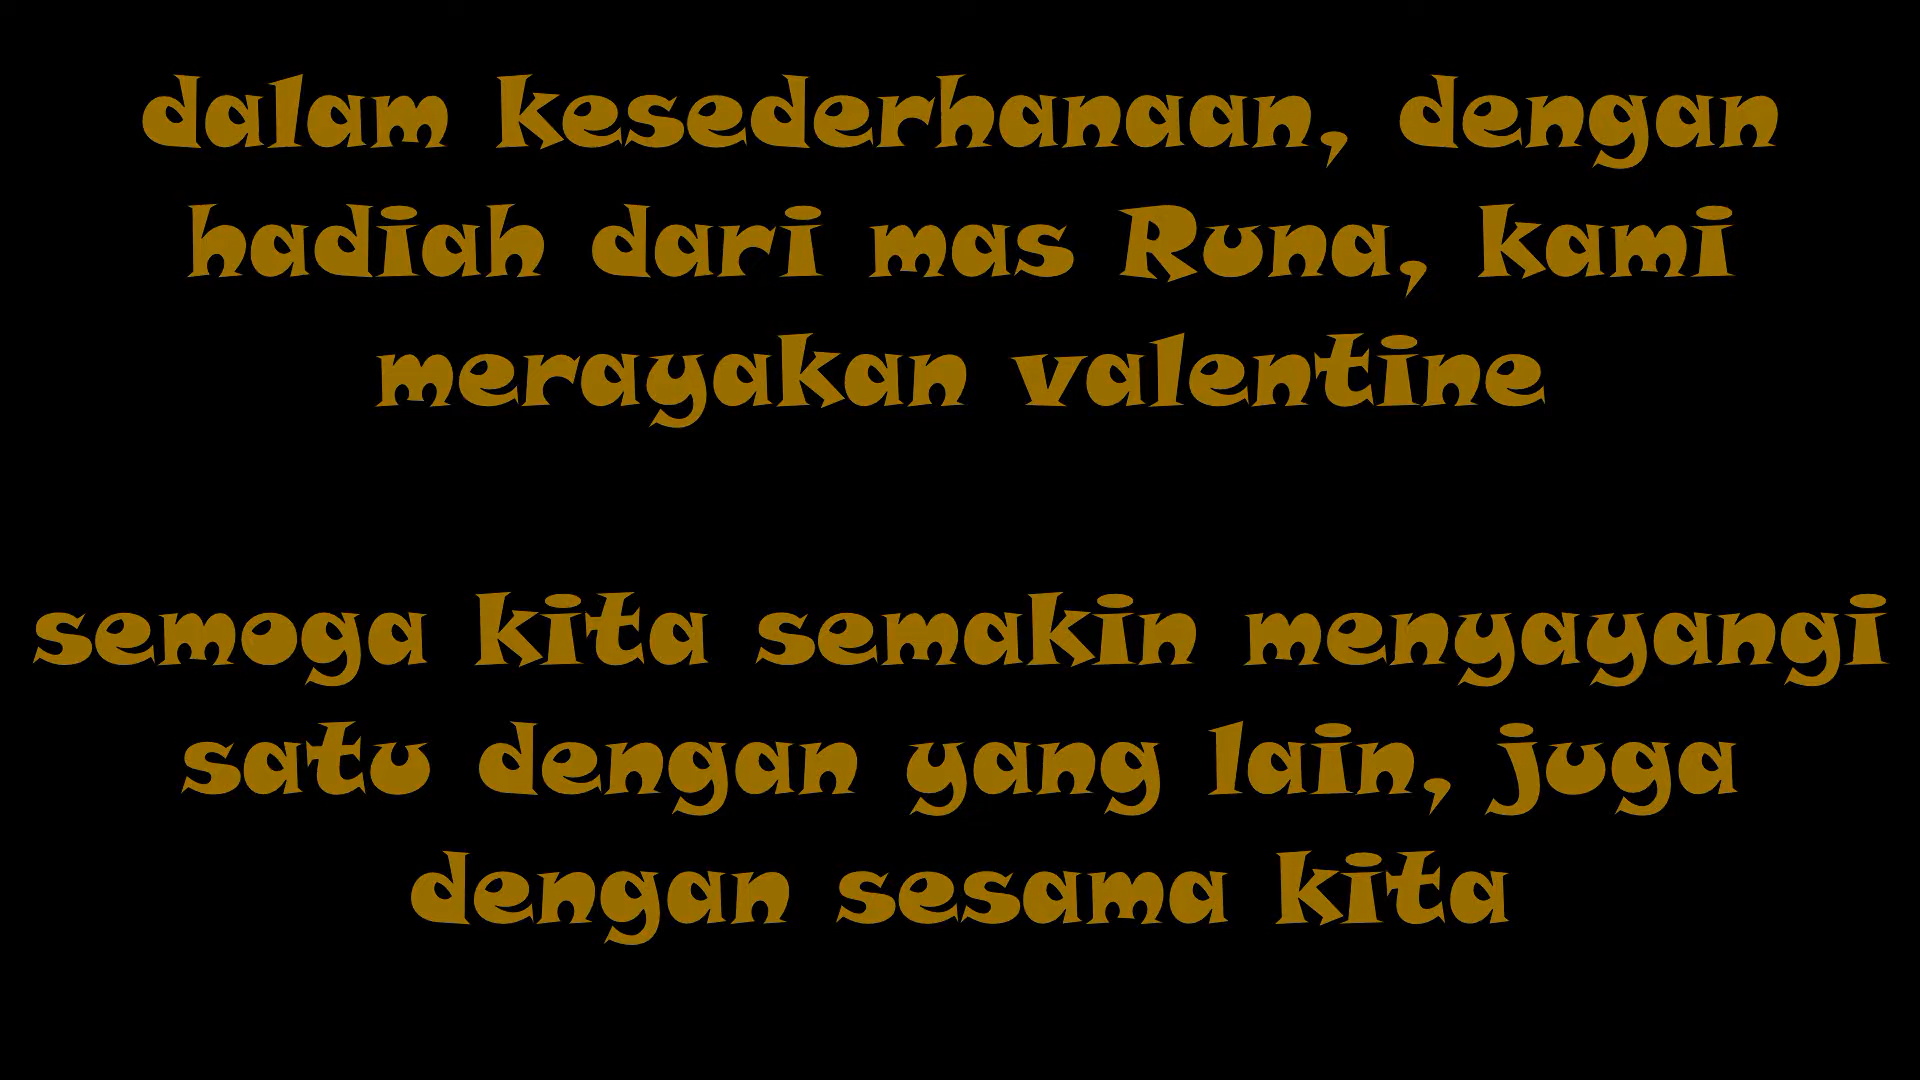 dalam kesederhanaan, dengan
hadiah dari mas Runa, kami
merayakan valentine
semoga kita semakin menyayangi
satu dengan yang lain, juga
dengan sesama kita